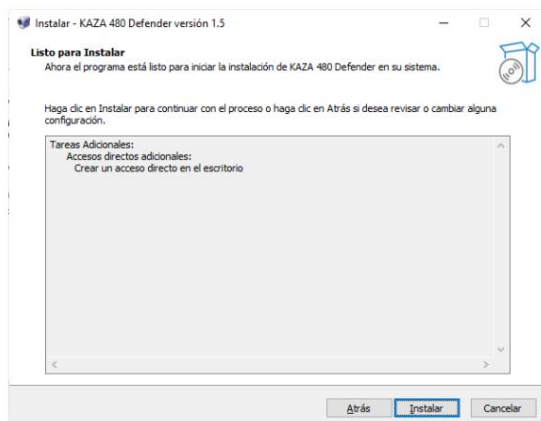 Instalar - KAZA 480 Defender versión 1.5
Listo para Instalar
Ahora el programa está listo para iniciar la instalación de KAZA 480 Defender en su sistema.
Haga clic en Instalar para continuar con el proceso o haga clic en Atrás si desea revisar o cambiar alguna
configuración.
Tareas Adicionales:
Accesos directos adicionales:
Crear un acceso directo en el escritorio
Atrás
Instalar
Cancelar